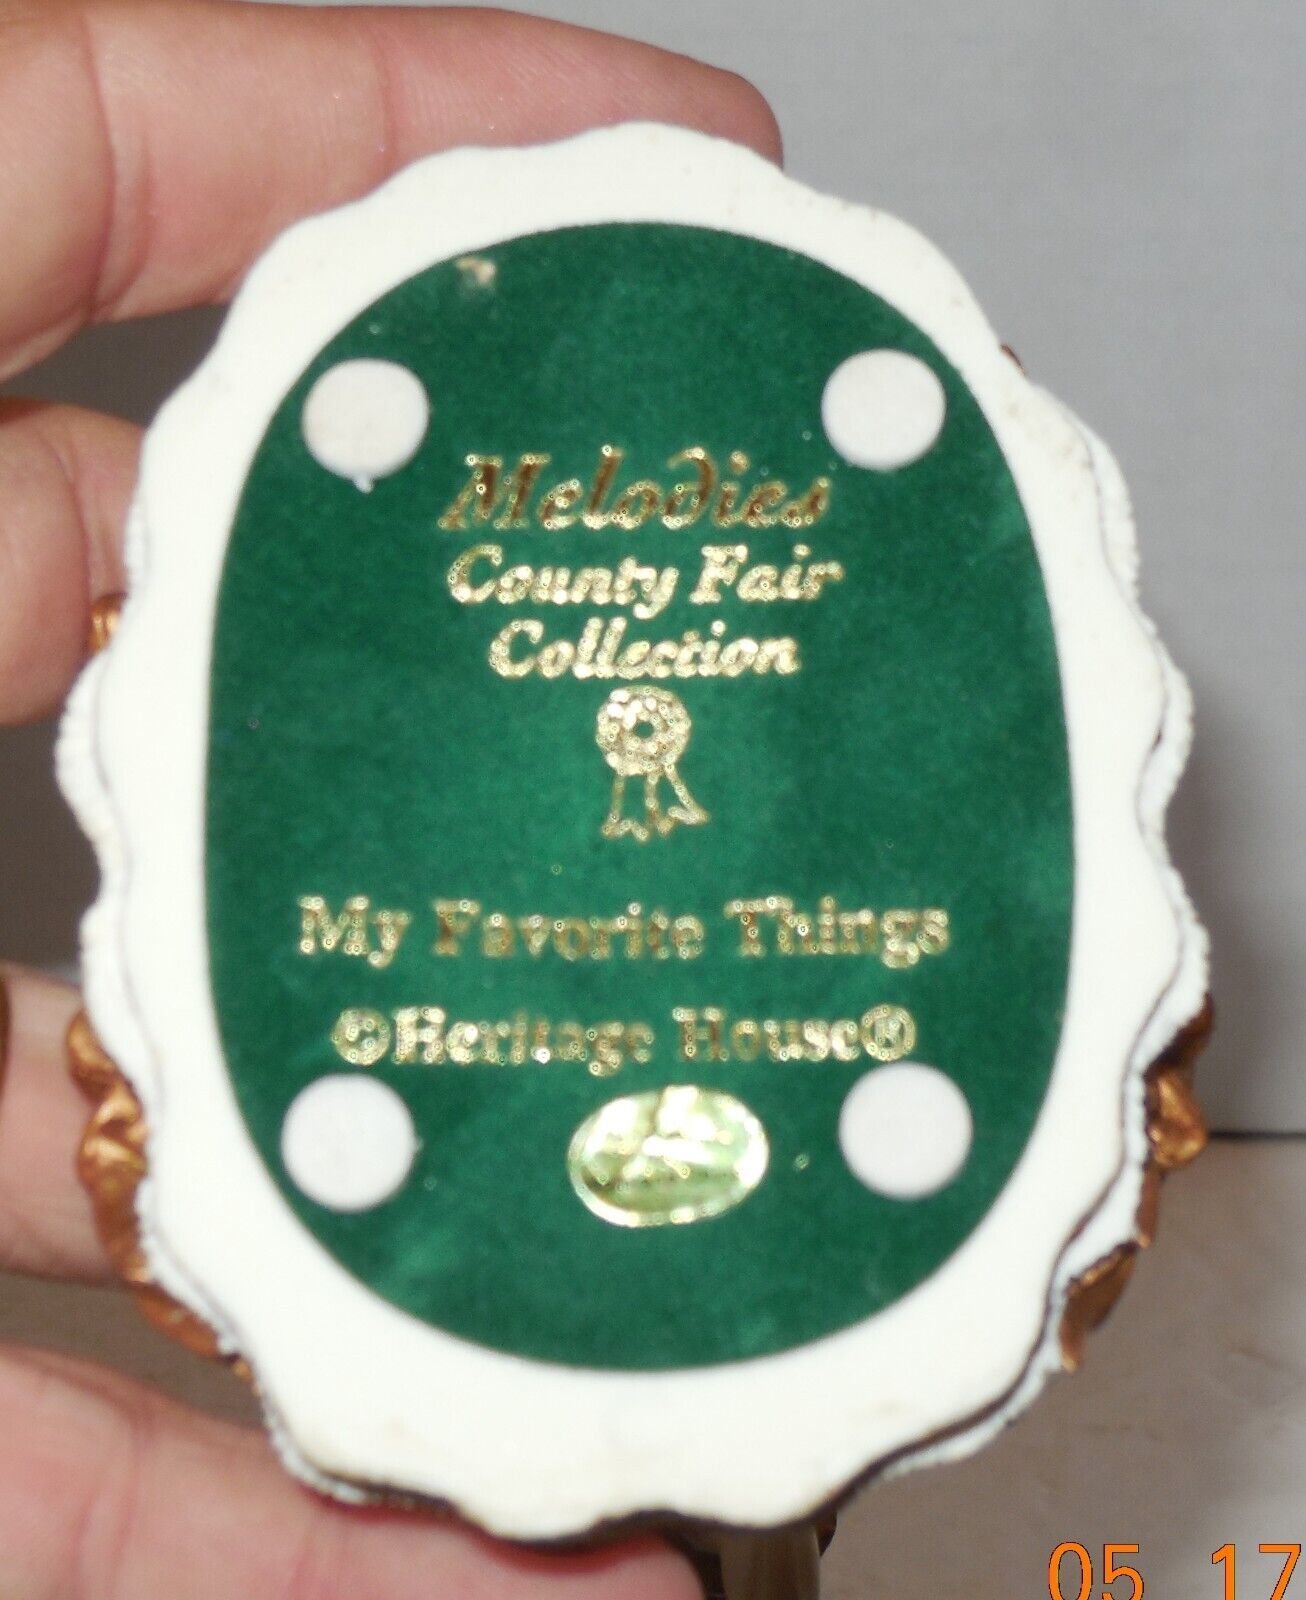 Melodies
County Fair
Collection
My Favorite Things
©Heritage House®
05 17